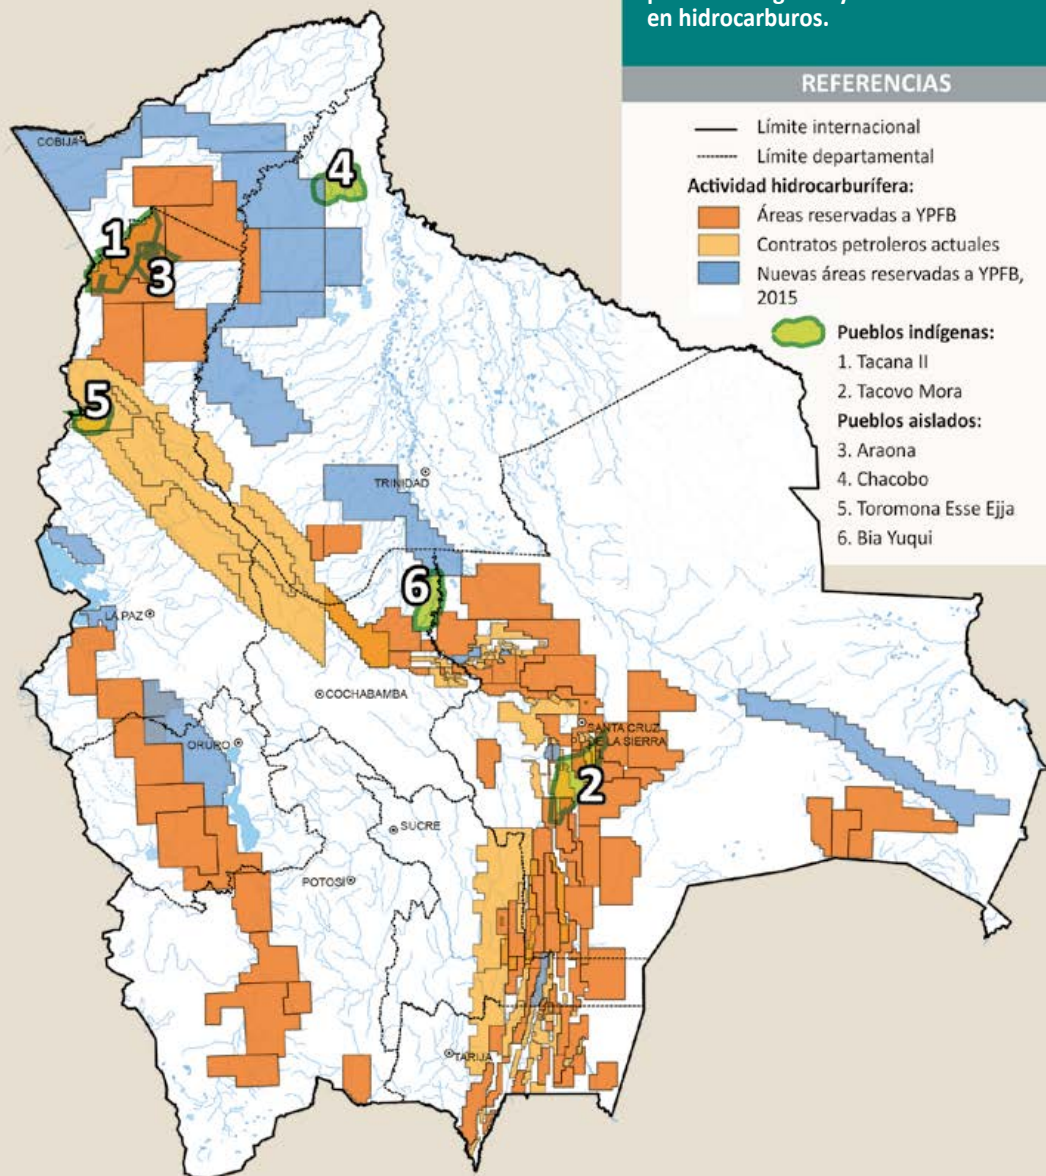 en hidrocarburos.
REFERENCIAS
Límite internacional
Límite departamental
Actividad hidrocarburífera:
Áreas reservadas a YPFB
Contratos petroleros actuales
Nuevas áreas reservadas a YPFB,
2015
Pueblos indígenas:
1. Tacana II
2. Tacovo Mora
Pueblos aislados:
3. Araona
4. Chacobo
5. Toromona Esse Ejja
6. Bia Yuqui
COBIJA
4
1
3
5
TRINIDAD
6
LA PAZ
COCHABAMBA
SANTA CRUZ
DE LA SIERRA
ORURO
2
SUCRE
POTOSÍ
TARIJA